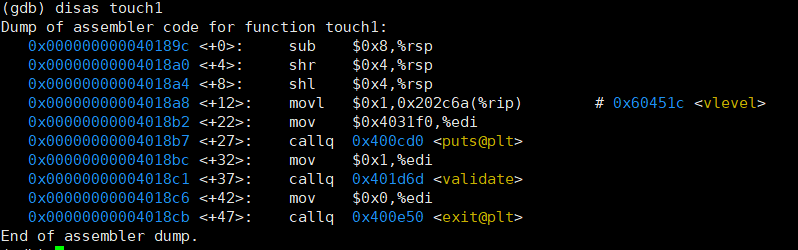 (gdb) disas touch1
Dump of assembler code for function touch1:
   0x000000000040189c <+0>:     sub    $0x8,%rsp
   0x00000000004018a0 <+4>:     shr    $0x4,%rsp
   0x00000000004018a4 <+8>:     shl    $0x4,%rsp
   0x00000000004018a8 <+12>:    movl   $0x1,0x202c6a(%rip)        # 0x60451c <vlevel>
   0x00000000004018b2 <+22>:    mov    $0x4031f0,%edi
   0x00000000004018b7 <+27>:    callq  0x400cd0 <puts@plt>
   0x00000000004018bc <+32>:    mov    $0x1,%edi
   0x00000000004018c1 <+37>:    callq  0x401d6d <validate>
   0x00000000004018c6 <+42>:    mov    $0x0,%edi
   0x00000000004018cb <+47>:    callq  0x400e50 <exit@plt>
End of assembler dump.